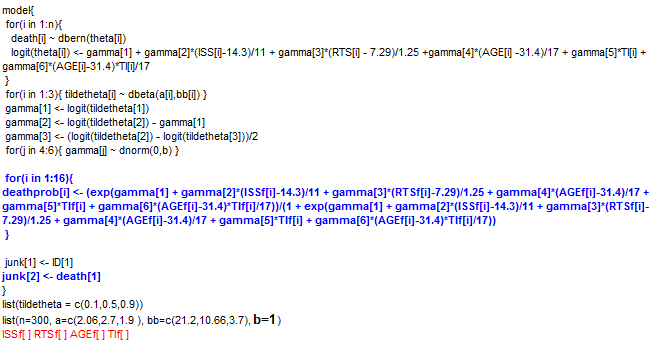 model{
for(i in 1:n){
death[i] ~ dbern(theta[i])
logit(theta[i]) <- gamma[1] + gamma[2]*(ISS[i]-14.3)/11 + gamma[3]*(RTS[i] - 7.29)/1.25 +gamma[4]*(AGE[i] -31.4)/17 + gamma[5]*TI[i] +
gamma[6]*(AGE[i]-31.4)*TI[i]/17
}
for(i in 1:3){ tildetheta[i] ~ dbeta(a[i],bb[i]) }
gamma[1] <- logit(tildetheta[1])
gamma[2] <- logit(tildetheta[2]) - gamma[1]
gamma[3] <- (logit(tildetheta[2]) - logit(tildetheta[3]))/2
for(j in 4:6){ gamma[j] ~ dnorm(0,b) }
for(i in 1:16){
deathprob[i] <- (exp(gamma[1] + gamma[2]*(ISSf[i]-14.3)/11 + gamma[3]*(RTSf[i]-7.29)/1.25 + gamma[4]*(AGEf[i]-31.4)/17 +
gamma[5]*TIf[i] + gamma[6]*(AGEf[i]-31.4)*TIf[i]/17))/(1 + exp(gamma[1] + gamma[2]*(ISSf[i]-14.3)/11 + gamma[3]*(RTSf[i]-
7.29)/1.25 + gamma[4]*(AGEf[i]-31.4)/17 + gamma[5]*TIf[i] + gamma[6]*(AGEf[i]-31.4)*TIf[i]/17))
}
junk[1] <- ID[1]
junk[2] <- death[1]
}
list(tildetheta = c(0.1,0.5,0.9))
list(n=300, a=c(2.06,2.7,1.9 ), bb=c(21.2,10.66,3.7), b=1 )
ISSf[ ] RTSf[ ] AGEf[ ] TIf[ ]